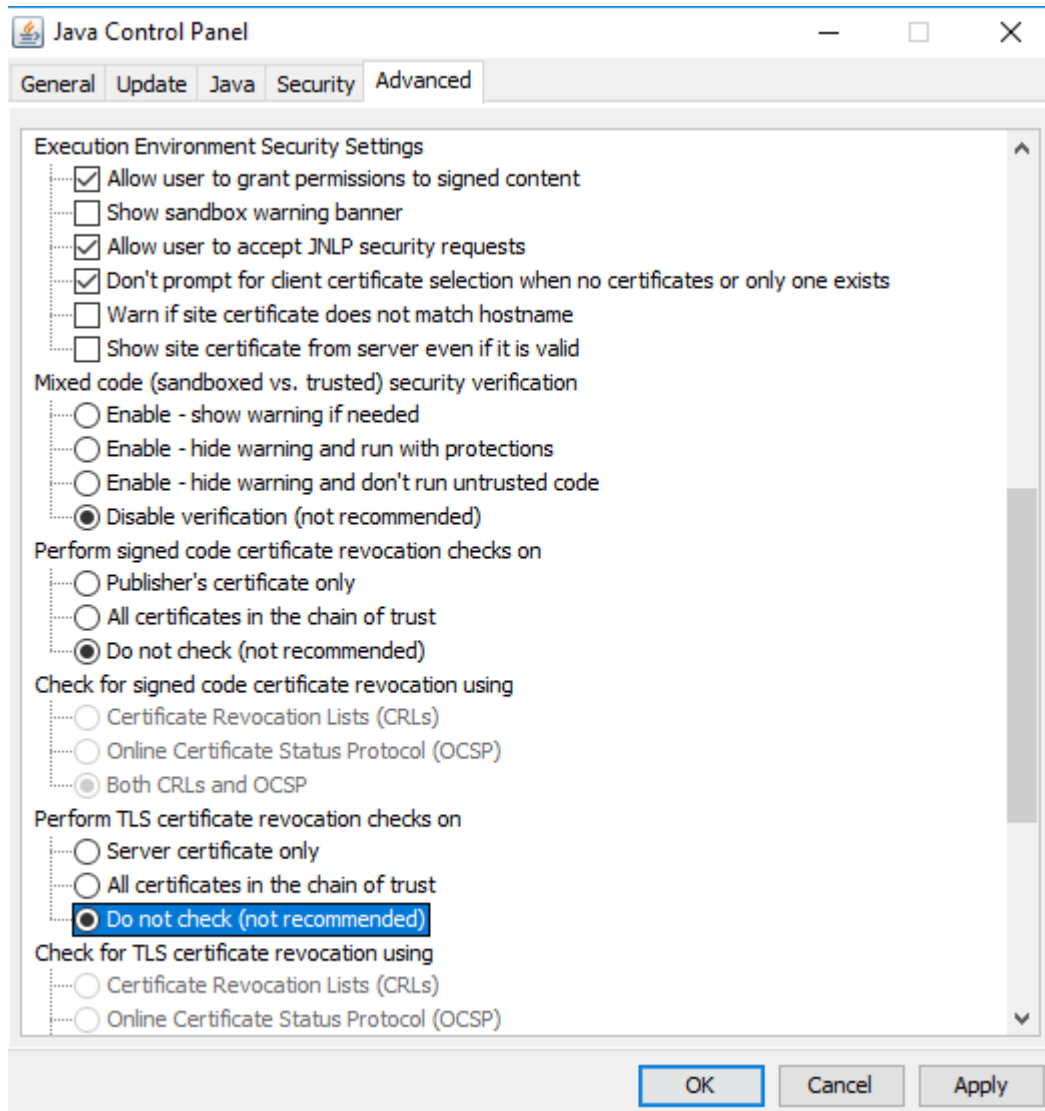 Java Control Panel
General Update Java Security Advanced
Execution Environment Security Settings
Allow user to grant permissions to signed content
Show sandbox warning banner
Allow user to accept JNLP security requests
Don't prompt for client certificate selection when no certificates or only one exists
Warn if site certificate does not match hostname
Show site certificate from server even if it is valid
Mixed code (sandboxed vs. trusted) security verification
Enable - show warning if needed
Enable - hide warning and run with protections
Enable - hide warning and don't run untrusted code
Disable verification (not recommended)
Perform signed code certificate revocation checks on
Publisher's certificate only
All certificates in the chain of trust
Do not check (not recommended)
Check for signed code certificate revocation using
Certificate Revocation Lists (CRLs)
Online Certificate Status Protocol (OCSP)
Both CRLs and OCSP
Perform TLS certificate revocation checks on
Server certificate only
All certificates in the chain of trust
Do not check (not recommended)
Check for TLS certificate revocation using
Certificate Revocation Lists (CRLs)
Online Certificate Status Protocol (OCSP)
OK Cancel Apply